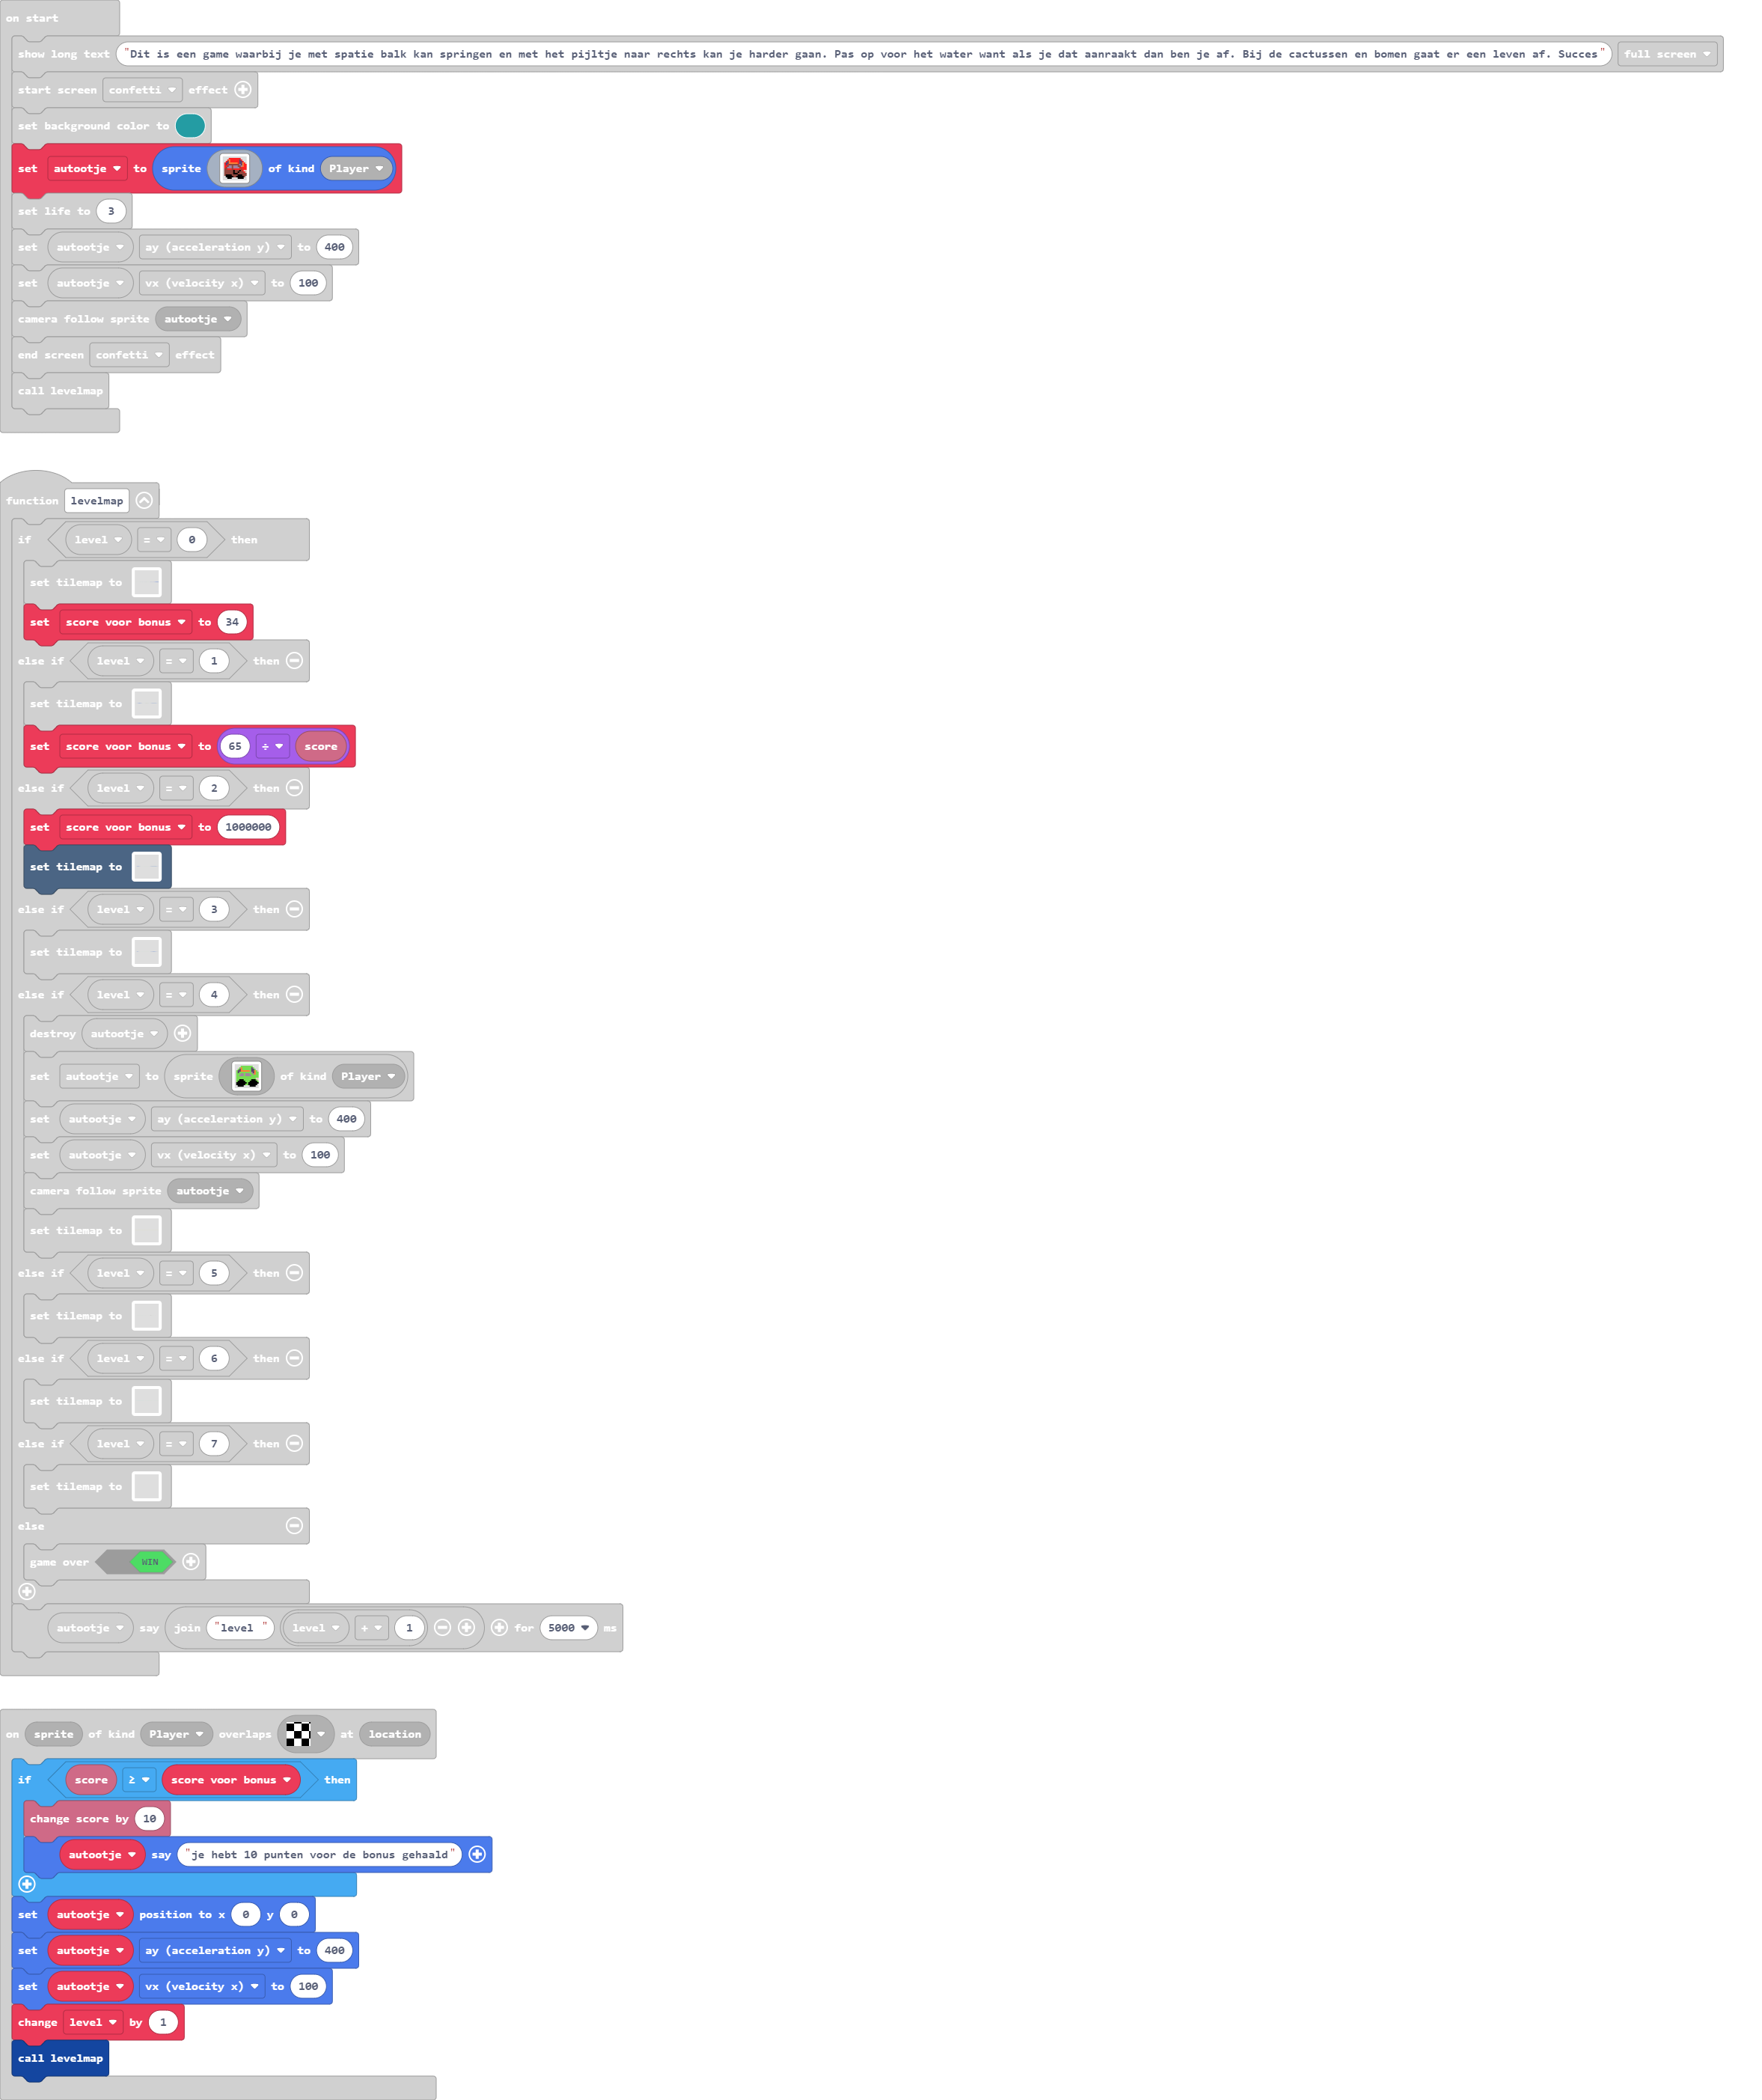 on start
show long text "Dit is een game waarbij je met spatie balk kan springen en met het pijltje naar rechts kan je harder gaan. Pas op voor het water want als je dat aanraakt dan ben je af. Bij de cactussen en bomen gaat er een leven af. Succes" full screen
start screen confetti effect
set background color to
set autootje to sprite of kind Player
set life to 3
set autootje ay (acceleration y) to 400
set autootje vx (velocity x) to 100
camera follow sprite autootje
end screen confetti effect
call levelmap
function levelmap
if level = 0 then
set tilemap to
set score voor bonus to 34
else if level = 1 then
set tilemap to
set score voor bonus to 65 ÷ score
else if level = 2 then
set score voor bonus to 1000000
set tilemap to
else if level = 3 then
set tilemap to
else if level = 4 then
destroy autootje
set autootje to sprite of kind Player
set autootje ay (acceleration y) to 400
set autootje vx (velocity x) to 100
camera follow sprite autootje
set tilemap to
else if level = 5 then
set tilemap to
else if level = 6 then
set tilemap to
else if level = 7 then
set tilemap to
else
game over WIN
autootje say join "level " level + 1 for 5000 ms
on sprite of kind Player overlaps at location
if score ≥ score voor bonus then
change score by 10
autootje say "je hebt 10 punten voor de bonus gehaald"
set autootje position to x 0 y 0
set autootje ay (acceleration y) to 400
set autootje vx (velocity x) to 100
change level by 1
call levelmap